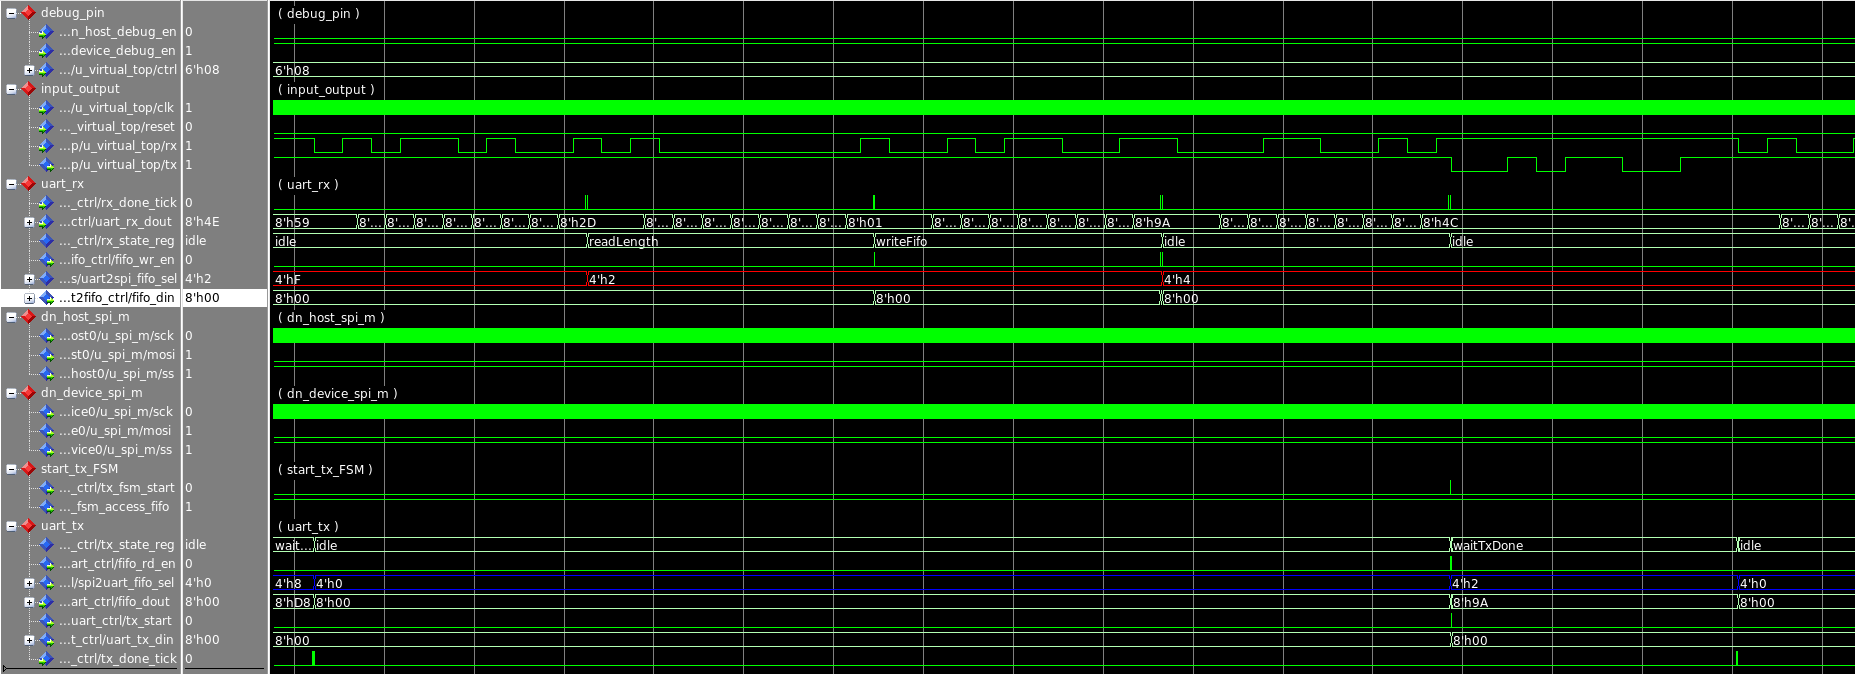 debug_pin ( debug_pin )
...n_host_debug_en 0
...device_debug_en 1
.../u_virtual_top/ctrl 6'h08 6'h08
input_output ( input_output )
.../u_virtual_top/clk 1
..._virtual_top/reset 0
...p/u_virtual_top/rx 1
...p/u_virtual_top/tx 1
uart_rx ( uart_rx )
..._ctrl/rx_done_tick 0
...ctrl/uart_rx_dout 8'h4E 8'h59 8'... 8'... 8'... 8'... 8'... 8'... 8'... 8'h2D 8'... 8'... 8'... 8'... 8'... 8'... 8'... 8'h01 8'... 8'... 8'... 8'... 8'... 8'... 8'... 8'h9A 8'... 8'... 8'... 8'... 8'... 8'... 8'... 8'h4C 8'... 8'... 8'.
..._ctrl/rx_state_reg idle idle readLength writeFifo idle idle
...ifo_ctrl/fifo_wr_en 0
...s/uart2spi_fifo_sel 4'h2 4'hF 4'h2 4'h4
...t2fifo_ctrl/fifo_din 8'h00 8'h00 8'h00 8'h00
dn_host_spi_m ( dn_host_spi_m )
...ost0/u_spi_m/sck 0
...st0/u_spi_m/mosi 1
...host0/u_spi_m/ss 1
dn_device_spi_m ( dn_device_spi_m )
...ice0/u_spi_m/sck 0
...e0/u_spi_m/mosi 1
...vice0/u_spi_m/ss 1
start_tx_FSM ( start_tx_FSM )
..._ctrl/tx_fsm_start 0
..._fsm_access_fifo 1
uart_tx ( uart_tx )
..._ctrl/tx_state_reg idle wait... idle waitTxDone idle
...art_ctrl/fifo_rd_en 0
...l/spi2uart_fifo_sel 4'h0 4'h8 4'h0 4'h2 4'h0
...art_ctrl/fifo_dout 8'h00 8'hD8 8'h00 8'h9A 8'h00
...uart_ctrl/tx_start 0
...t_ctrl/uart_tx_din 8'h00 8'h00 8'h00
..._ctrl/tx_done_tick 0